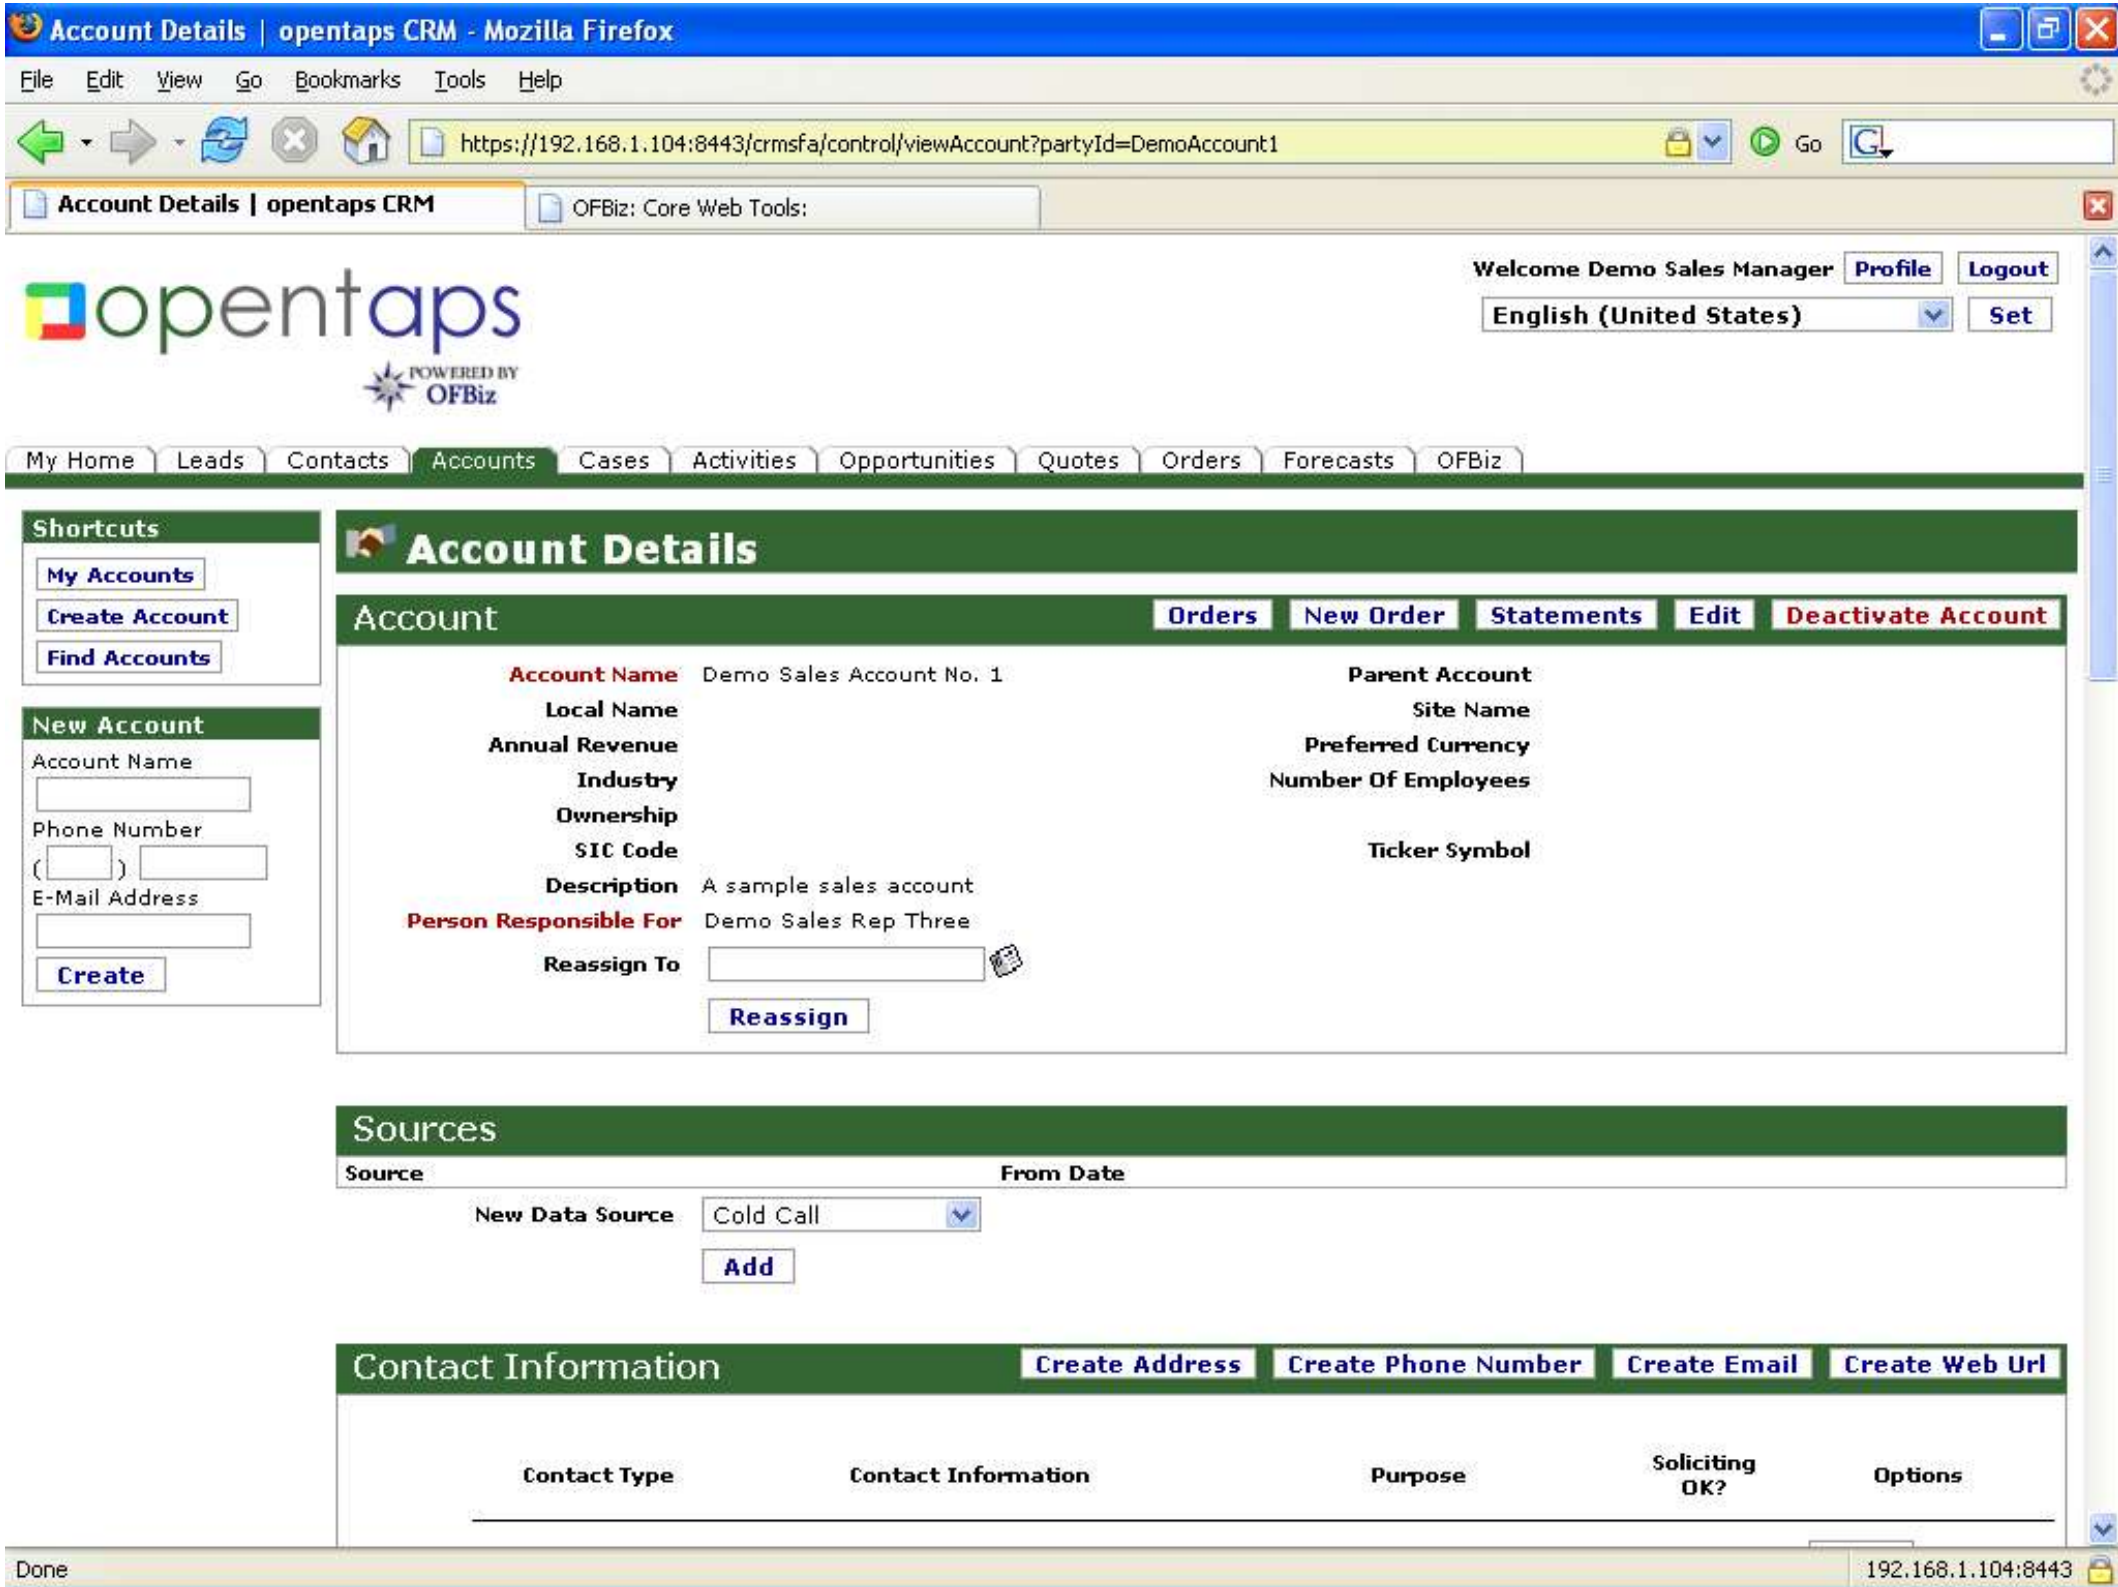 Account Details | opentaps CRM - Mozilla Firefox
File Edit View Go Bookmarks Tools Help
https://192.168.1.104:8443/crmsfa/control/viewAccount?partyId=DemoAccount1
Go
G
Account Details | opentaps CRM
OFBiz: Core Web Tools:
opentaps
POWERED BY
OFBiz
Welcome Demo Sales Manager Profile Logout
English (United States) Set
My Home Leads Contacts Accounts Cases Activities Opportunities Quotes Orders Forecasts OFBiz
Shortcuts
My Accounts
Create Account
Find Accounts
New Account
Account Name
Phone Number
( )
E-Mail Address
Create
Account Details
Account Orders New Order Statements Edit Deactivate Account
Account Name Demo Sales Account No. 1 Parent Account
Local Name Site Name
Annual Revenue Preferred Currency
Industry Number Of Employees
Ownership
SIC Code Ticker Symbol
Description A sample sales account
Person Responsible For Demo Sales Rep Three
Reassign To
Reassign
Sources
Source From Date
New Data Source Cold Call
Add
Contact Information Create Address Create Phone Number Create Email Create Web Url
Contact Type Contact Information Purpose Soliciting OK? Options
Done 192.168.1.104:8443